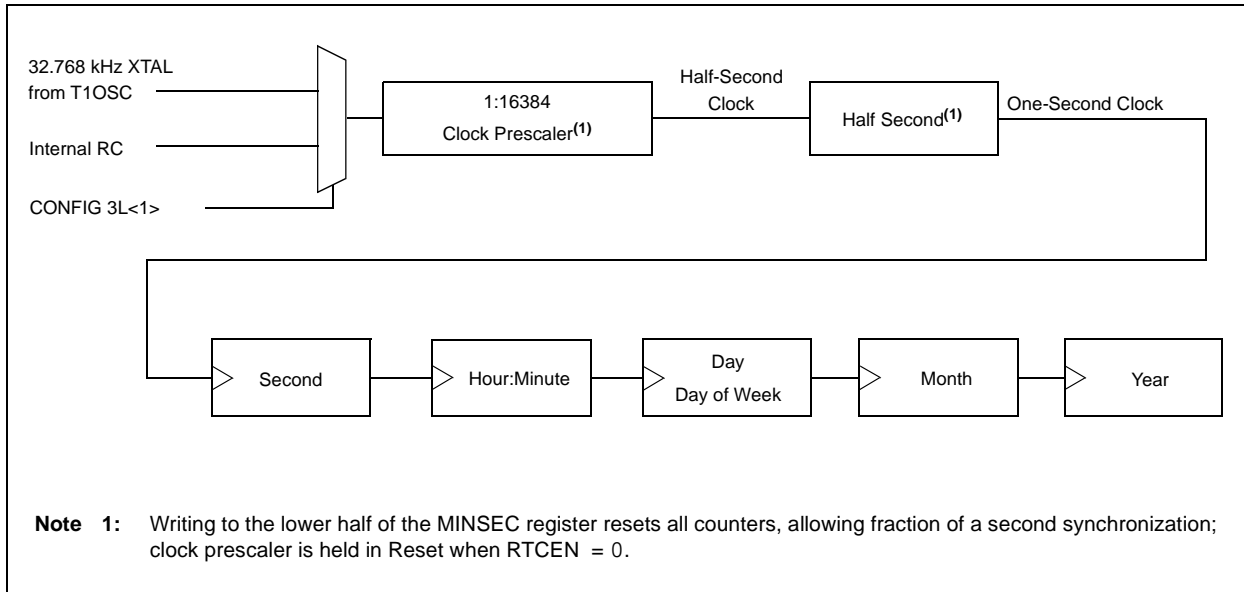 32.768 kHz XTAL
from T1OSC
Internal RC
CONFIG 3L<1>
1:16384
Clock Prescaler(1)
Half-Second
Clock
Half Second(1)
One-Second Clock
Second
Hour:Minute
Day
Day of Week
Month
Year
Note 1: Writing to the lower half of the MINSEC register resets all counters, allowing fraction of a second synchronization;
clock prescaler is held in Reset when RTCEN = 0.